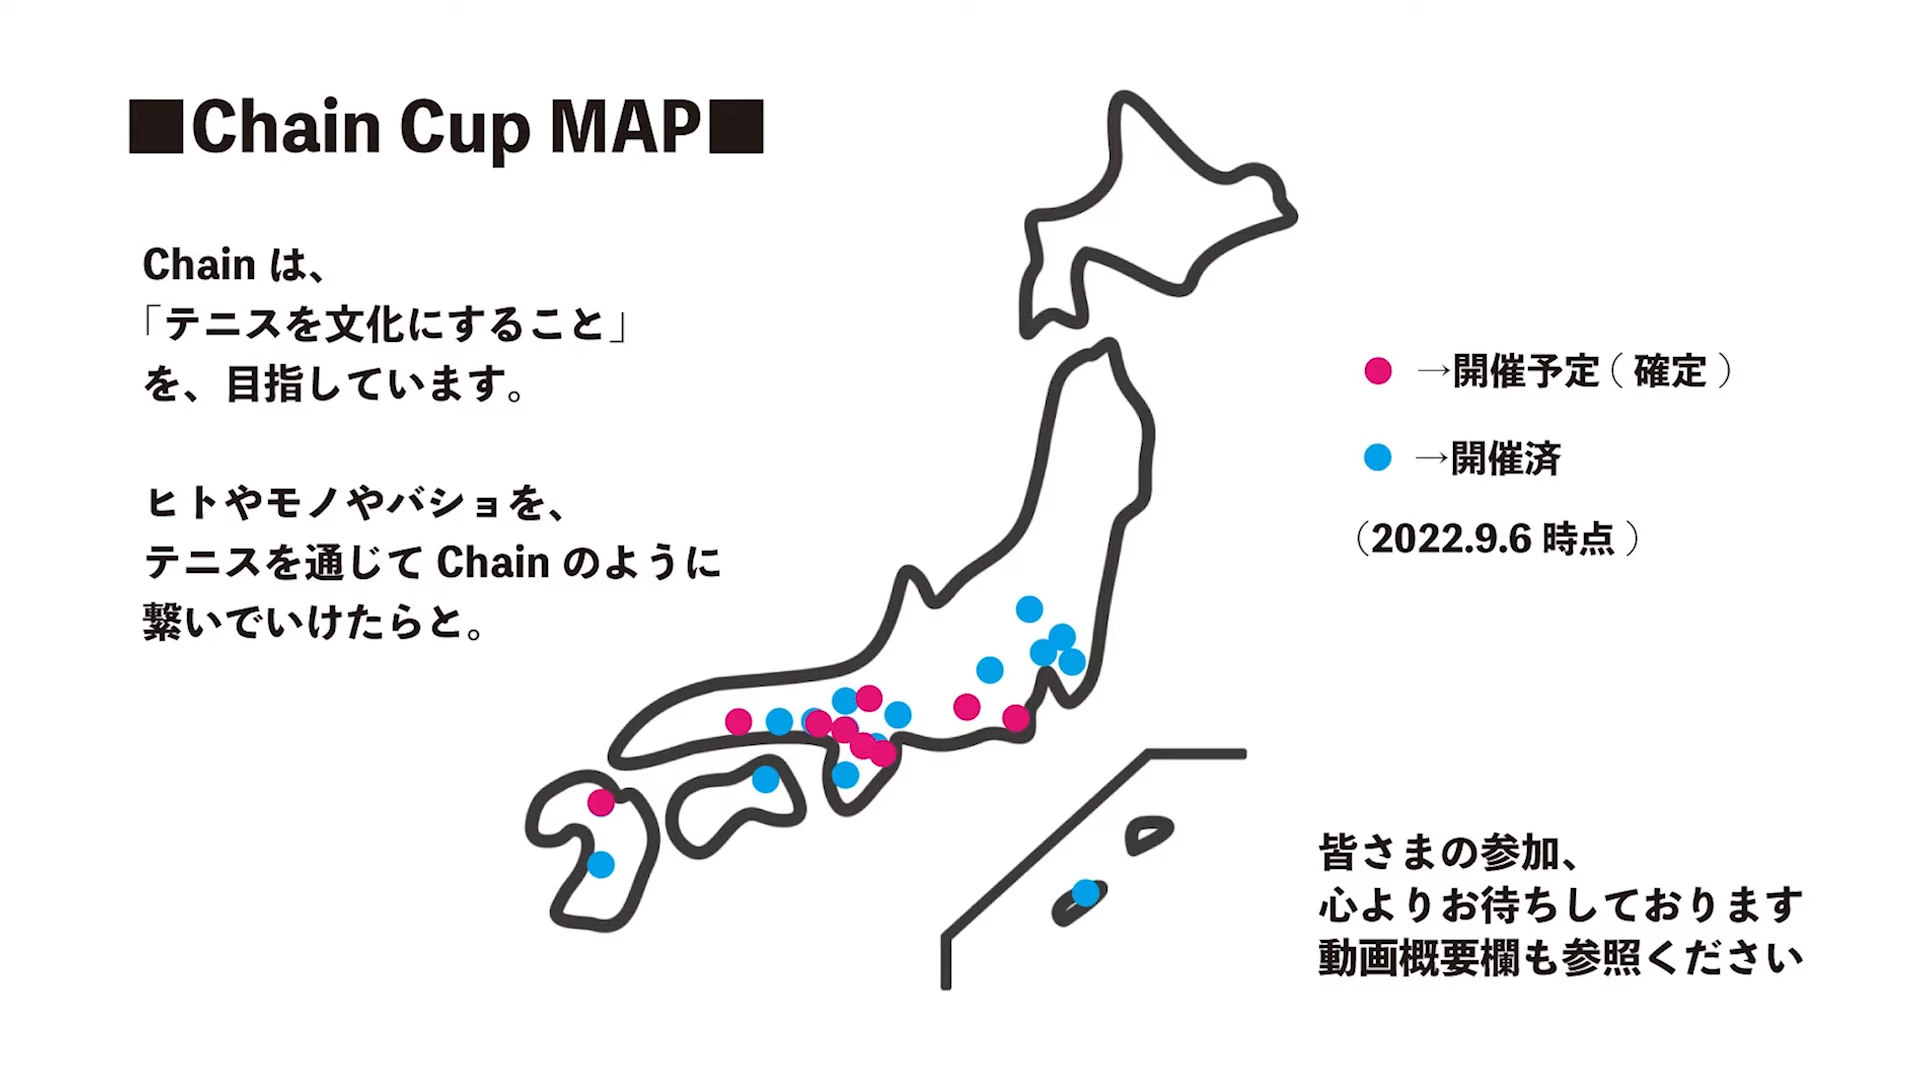 ■Chain Cup MAP■
Chain は、
「テニスを文化にすること」
を、目指しています。
ヒトやモノやバショを、
テニスを通じて Chain のように
繋いでいけたらと。
→開催予定 ( 確定 )
→開催済
（2022.9.6 時点 ）
皆さまの参加、
心よりお待ちしております
動画概要欄も参照ください